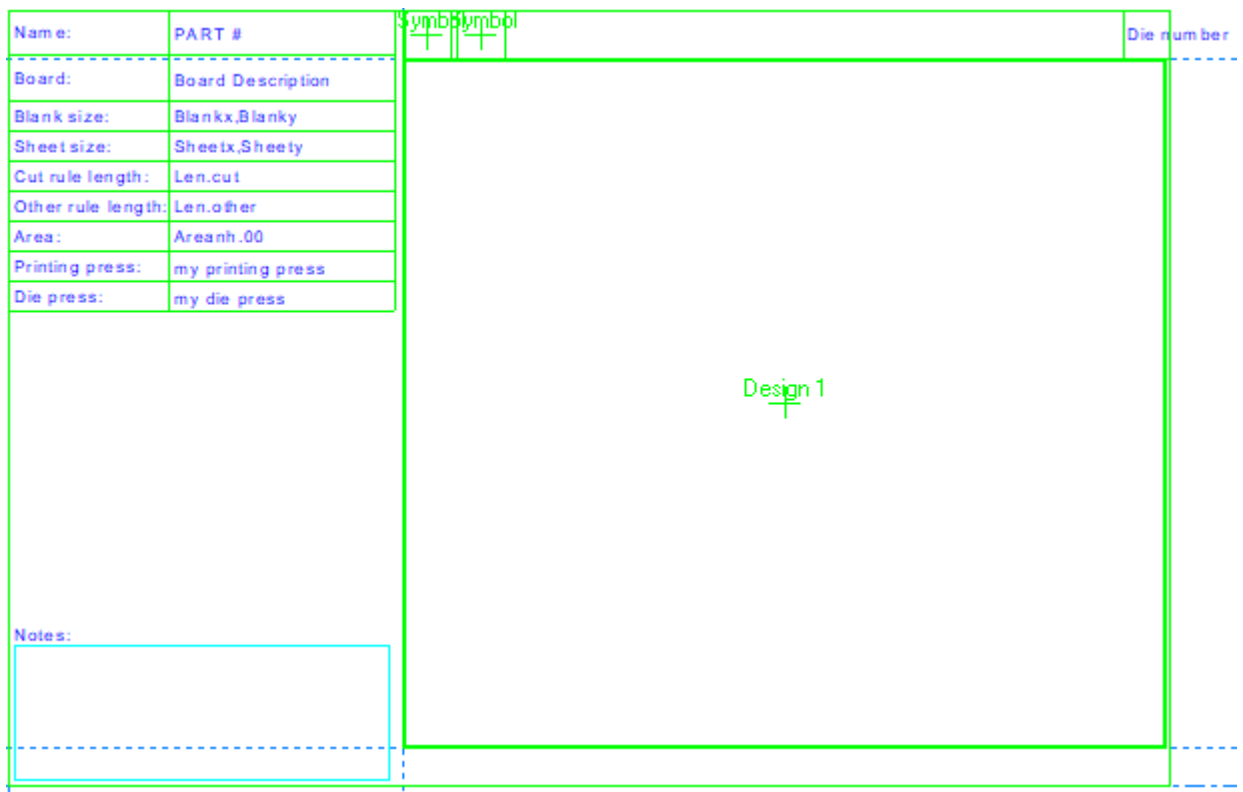 Name: PART # Symbol Symbol Die number
Board: Board Description
Blank size: Blankx,Blanky
Sheet size: Sheetx,Sheety
Cut rule length: Len.cut
Other rule length: Len.other
Area: Areanh.00
Printing press: my printing press
Die press: my die press
Design 1
Notes: